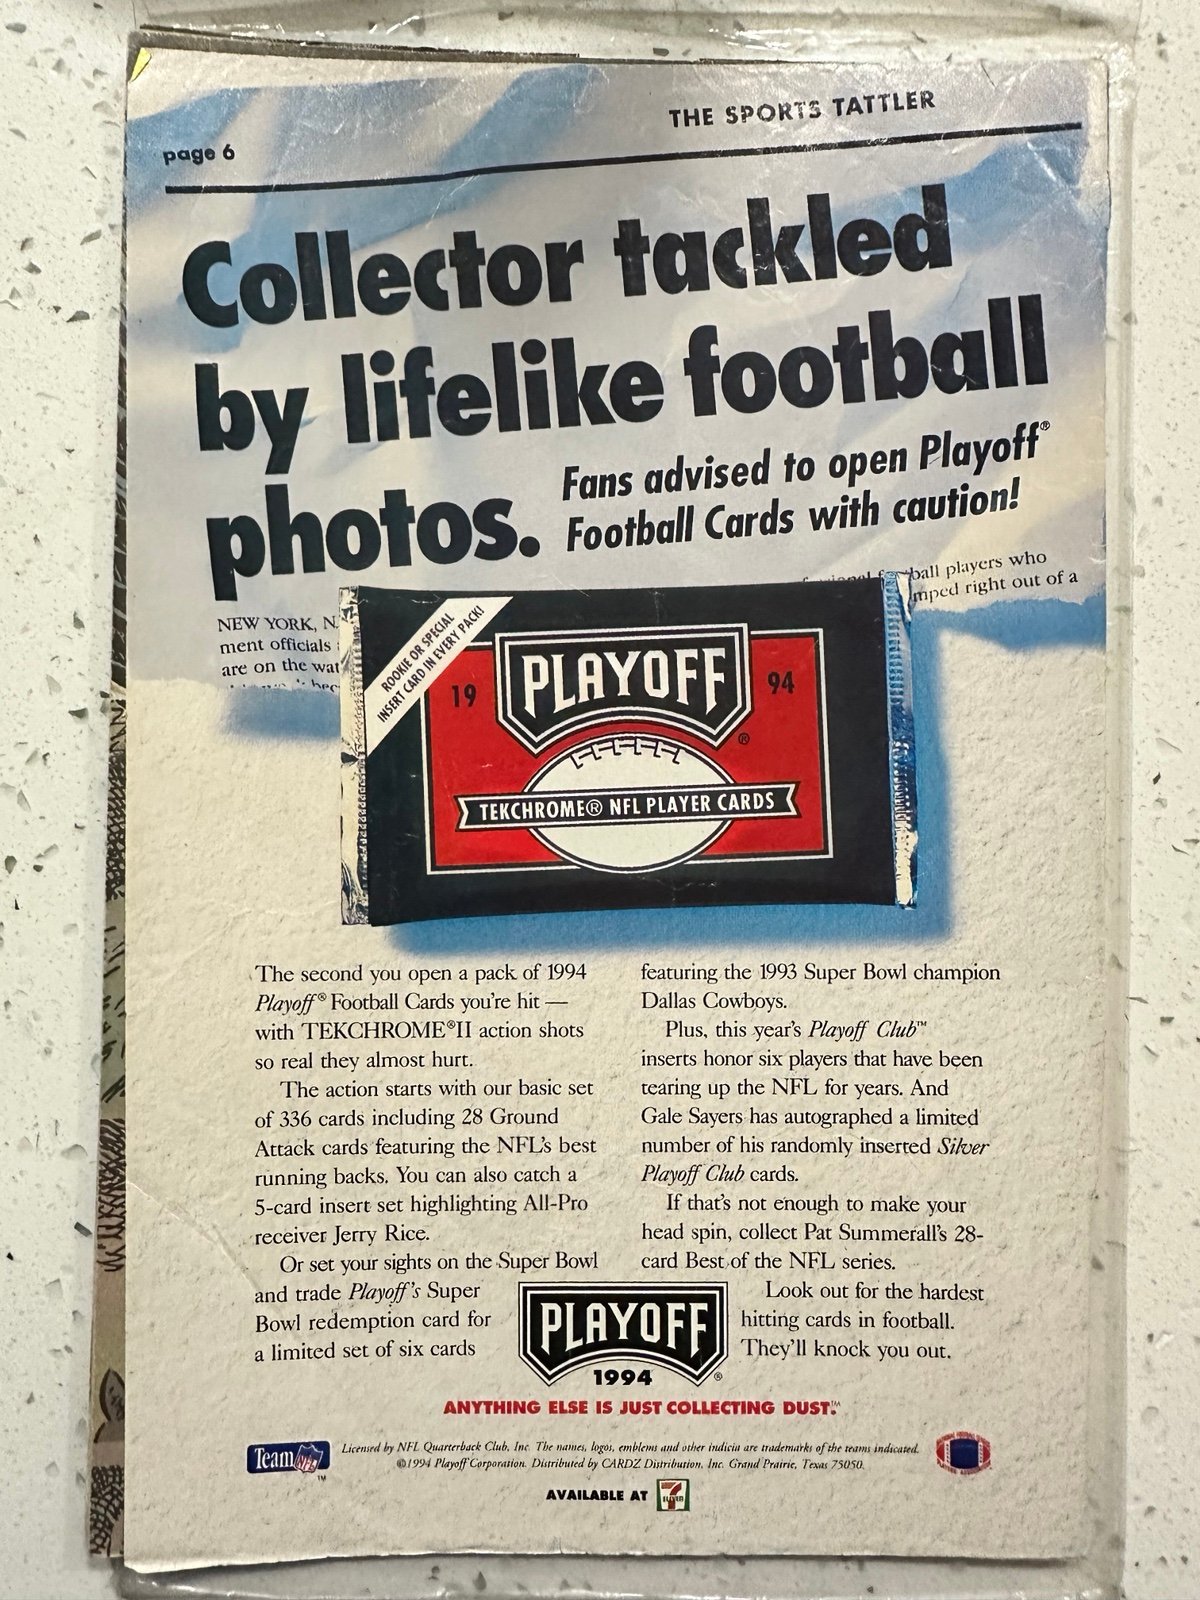 THE SPORTS TATTLER
page 6
Collector tackled
by lifelike football
photos.
Fans advised to open Playoff®
Football Cards with caution!
ball players who
mped right out of a
NEW YORK, N.
ment officials
are on the wat
ROOKIE OR SPECIAL
INSERT CARD IN EVERY PACK!
PLAYOFF
19 94
®
TEKCHROME® NFL PLAYER CARDS
The second you open a pack of 1994
Playoff® Football Cards you're hit —
with TEKCHROME®II action shots
so real they almost hurt.
The action starts with our basic set
of 336 cards including 28 Ground
Attack cards featuring the NFL's best
running backs. You can also catch a
5-card insert set highlighting All-Pro
receiver Jerry Rice.
Or set your sights on the Super Bowl
and trade Playoff's Super
Bowl redemption card for
a limited set of six cards
featuring the 1993 Super Bowl champion
Dallas Cowboys.
Plus, this year's Playoff Club™
inserts honor six players that have been
tearing up the NFL for years. And
Gale Sayers has autographed a limited
number of his randomly inserted Silver
Playoff Club cards.
If that's not enough to make your
head spin, collect Pat Summerall's 28-
card Best of the NFL series.
Look out for the hardest
hitting cards in football.
They'll knock you out.
PLAYOFF
1994
®
ANYTHING ELSE IS JUST COLLECTING DUST.™
Team NFL ™
Licensed by NFL Quarterback Club, Inc. The names, logos, emblems and other indicia are trademarks of the teams indicated.
©1994 Playoff Corporation. Distributed by CARDZ Distribution, Inc. Grand Prairie, Texas 75050.
AVAILABLE AT 7 ELEVEN